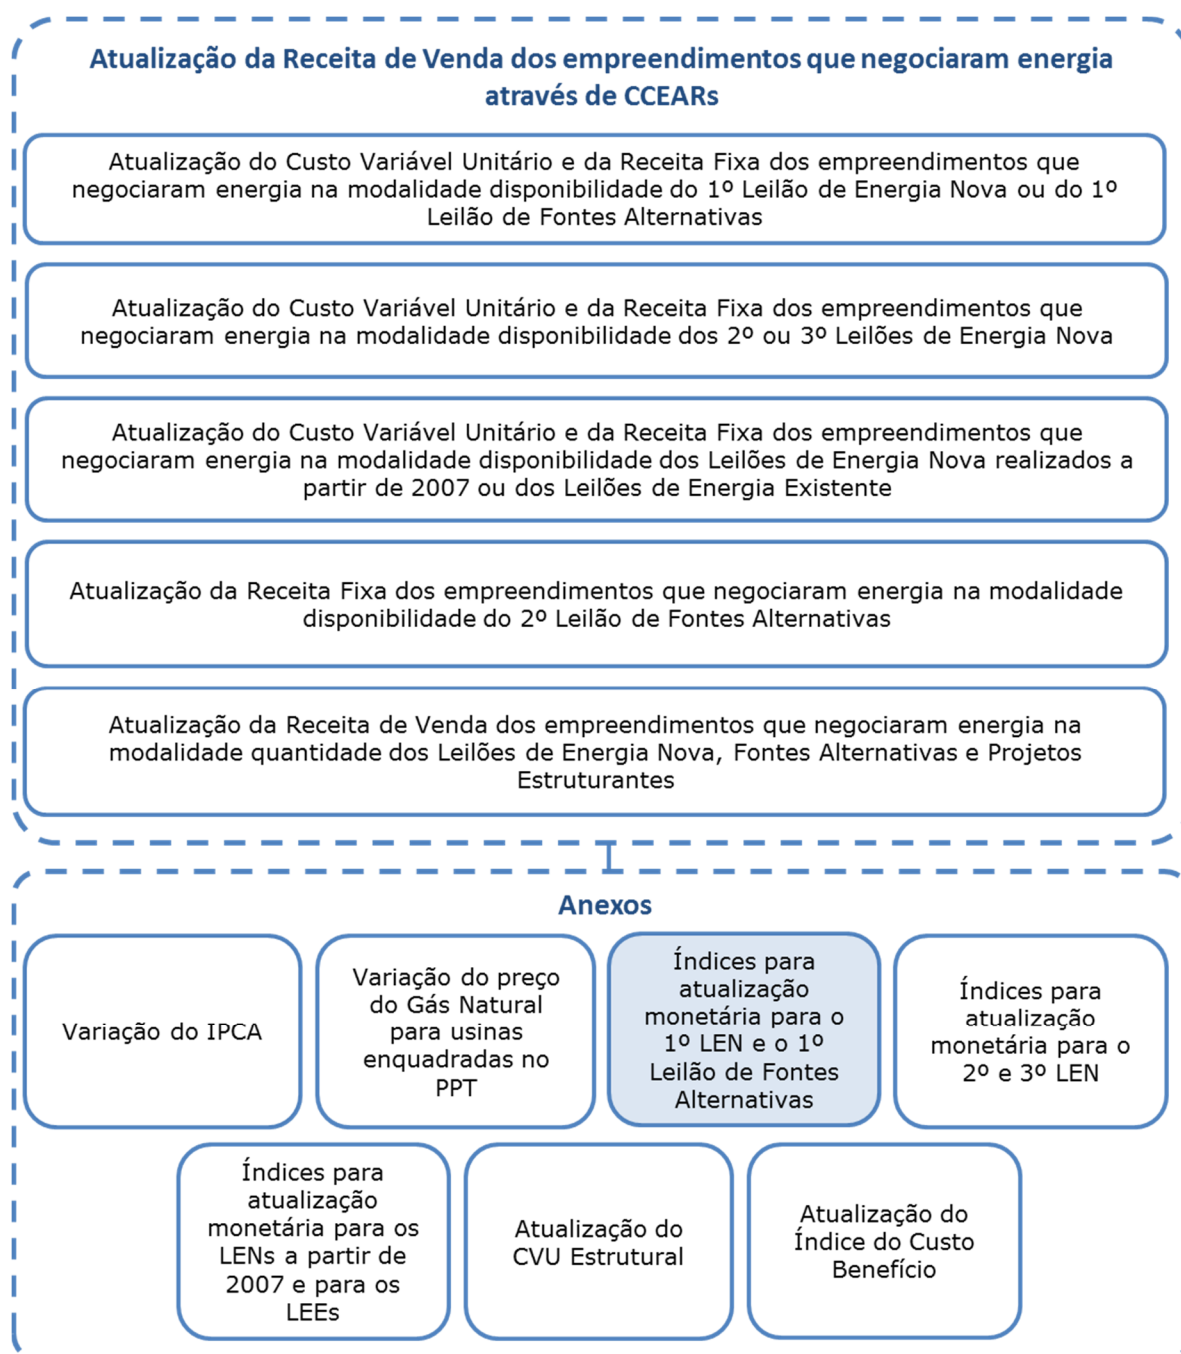 Atualização da Receita de Venda dos empreendimentos que negociaram energia
através de CCEARs
Atualização do Custo Variável Unitário e da Receita Fixa dos empreendimentos que
negociaram energia na modalidade disponibilidade do 1º Leilão de Energia Nova ou do 1º
Leilão de Fontes Alternativas
Atualização do Custo Variável Unitário e da Receita Fixa dos empreendimentos que
negociaram energia na modalidade disponibilidade dos 2º ou 3º Leilões de Energia Nova
Atualização do Custo Variável Unitário e da Receita Fixa dos empreendimentos que
negociaram energia na modalidade disponibilidade dos Leilões de Energia Nova realizados a
partir de 2007 ou dos Leilões de Energia Existente
Atualização da Receita Fixa dos empreendimentos que negociaram energia na modalidade
disponibilidade do 2º Leilão de Fontes Alternativas
Atualização da Receita de Venda dos empreendimentos que negociaram energia na
modalidade quantidade dos Leilões de Energia Nova, Fontes Alternativas e Projetos
Estruturantes
Anexos
Variação do IPCA
Variação do preço
do Gás Natural
para usinas
enquadradas no
PPT
Índices para
atualização
monetária para o
1º LEN e o 1º
Leilão de Fontes
Alternativas
Índices para
atualização
monetária para o
2º e 3º LEN
Índices para
atualização
monetária para os
LENs a partir de
2007 e para os
LEEs
Atualização do
CVU Estrutural
Atualização do
Índice do Custo
Benefício